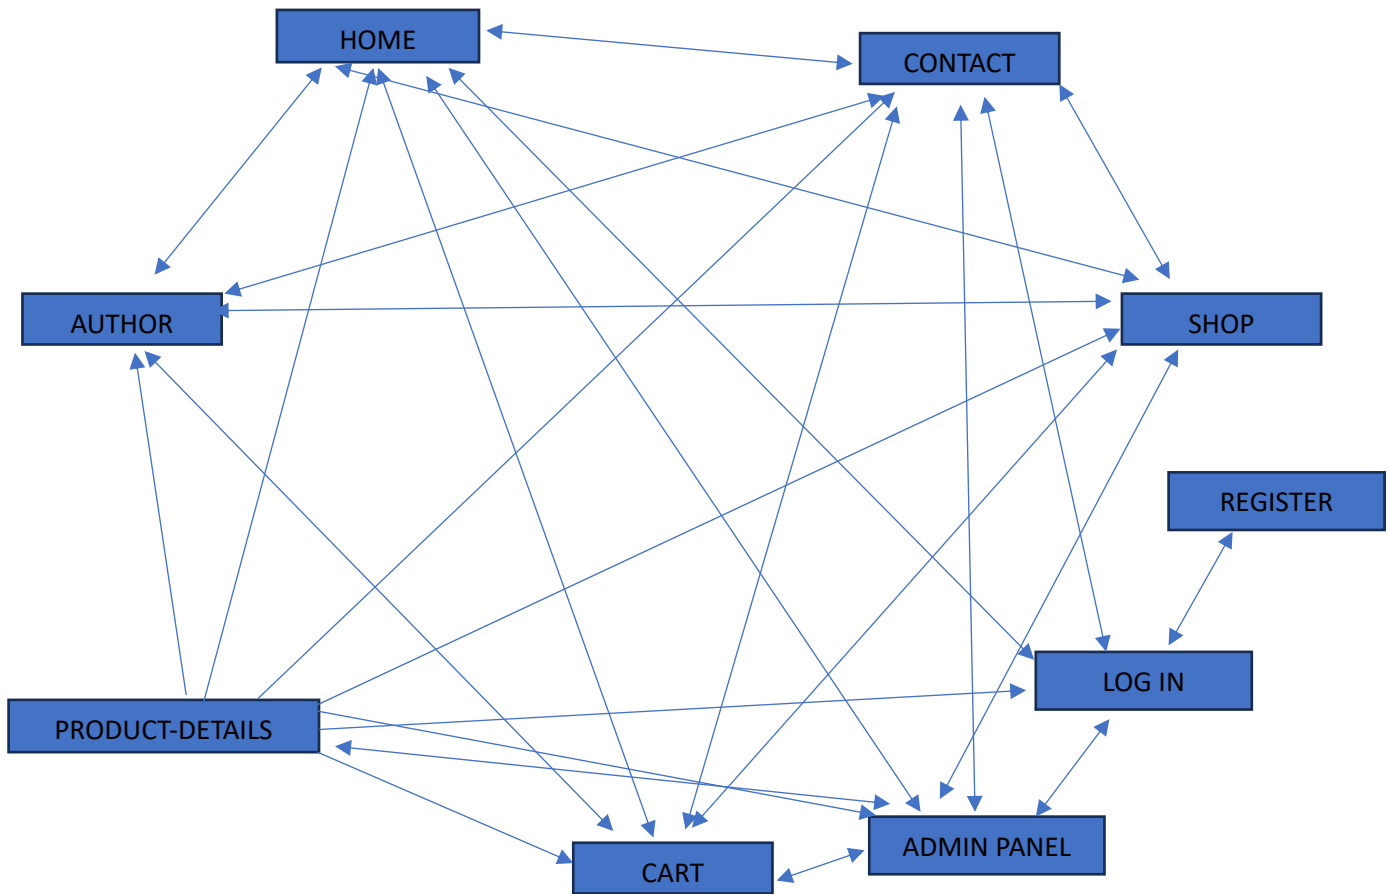 HOME
CONTACT
AUTHOR
SHOP
REGISTER
LOG IN
PRODUCT-DETAILS
ADMIN PANEL
CART